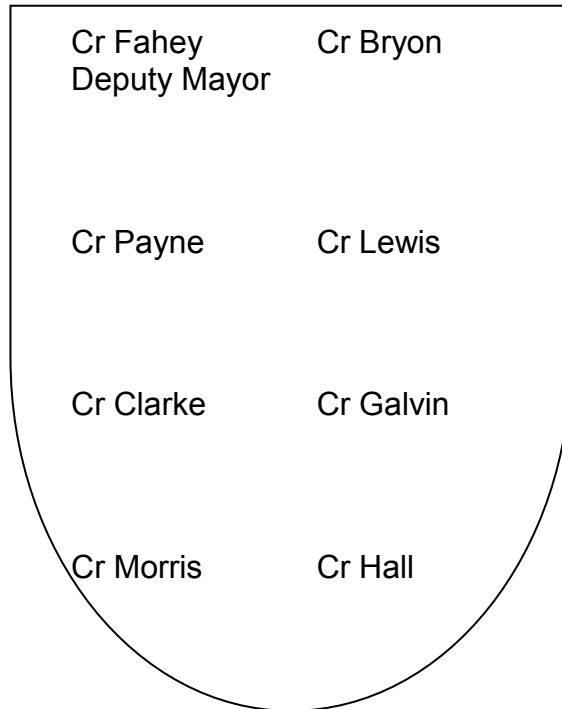 Cr Fahey Cr Bryon
Deputy Mayor
Cr Payne Cr Lewis
Cr Clarke Cr Galvin
Cr Morris Cr Hall